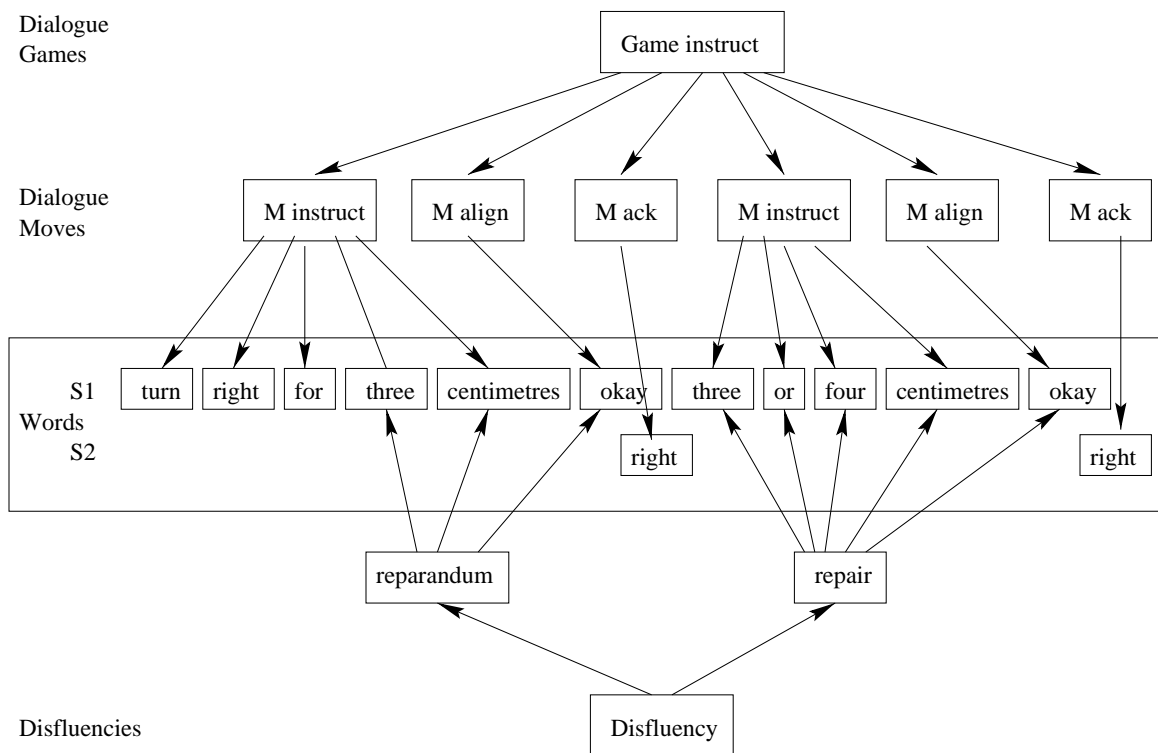 Dialogue
Games
Game instruct
Dialogue
Moves
M instruct M align M ack M instruct M align M ack
S1 turn right for three centimetres okay three or four centimetres okay
Words
S2 right right
reparandum repair
Disfluencies Disfluency